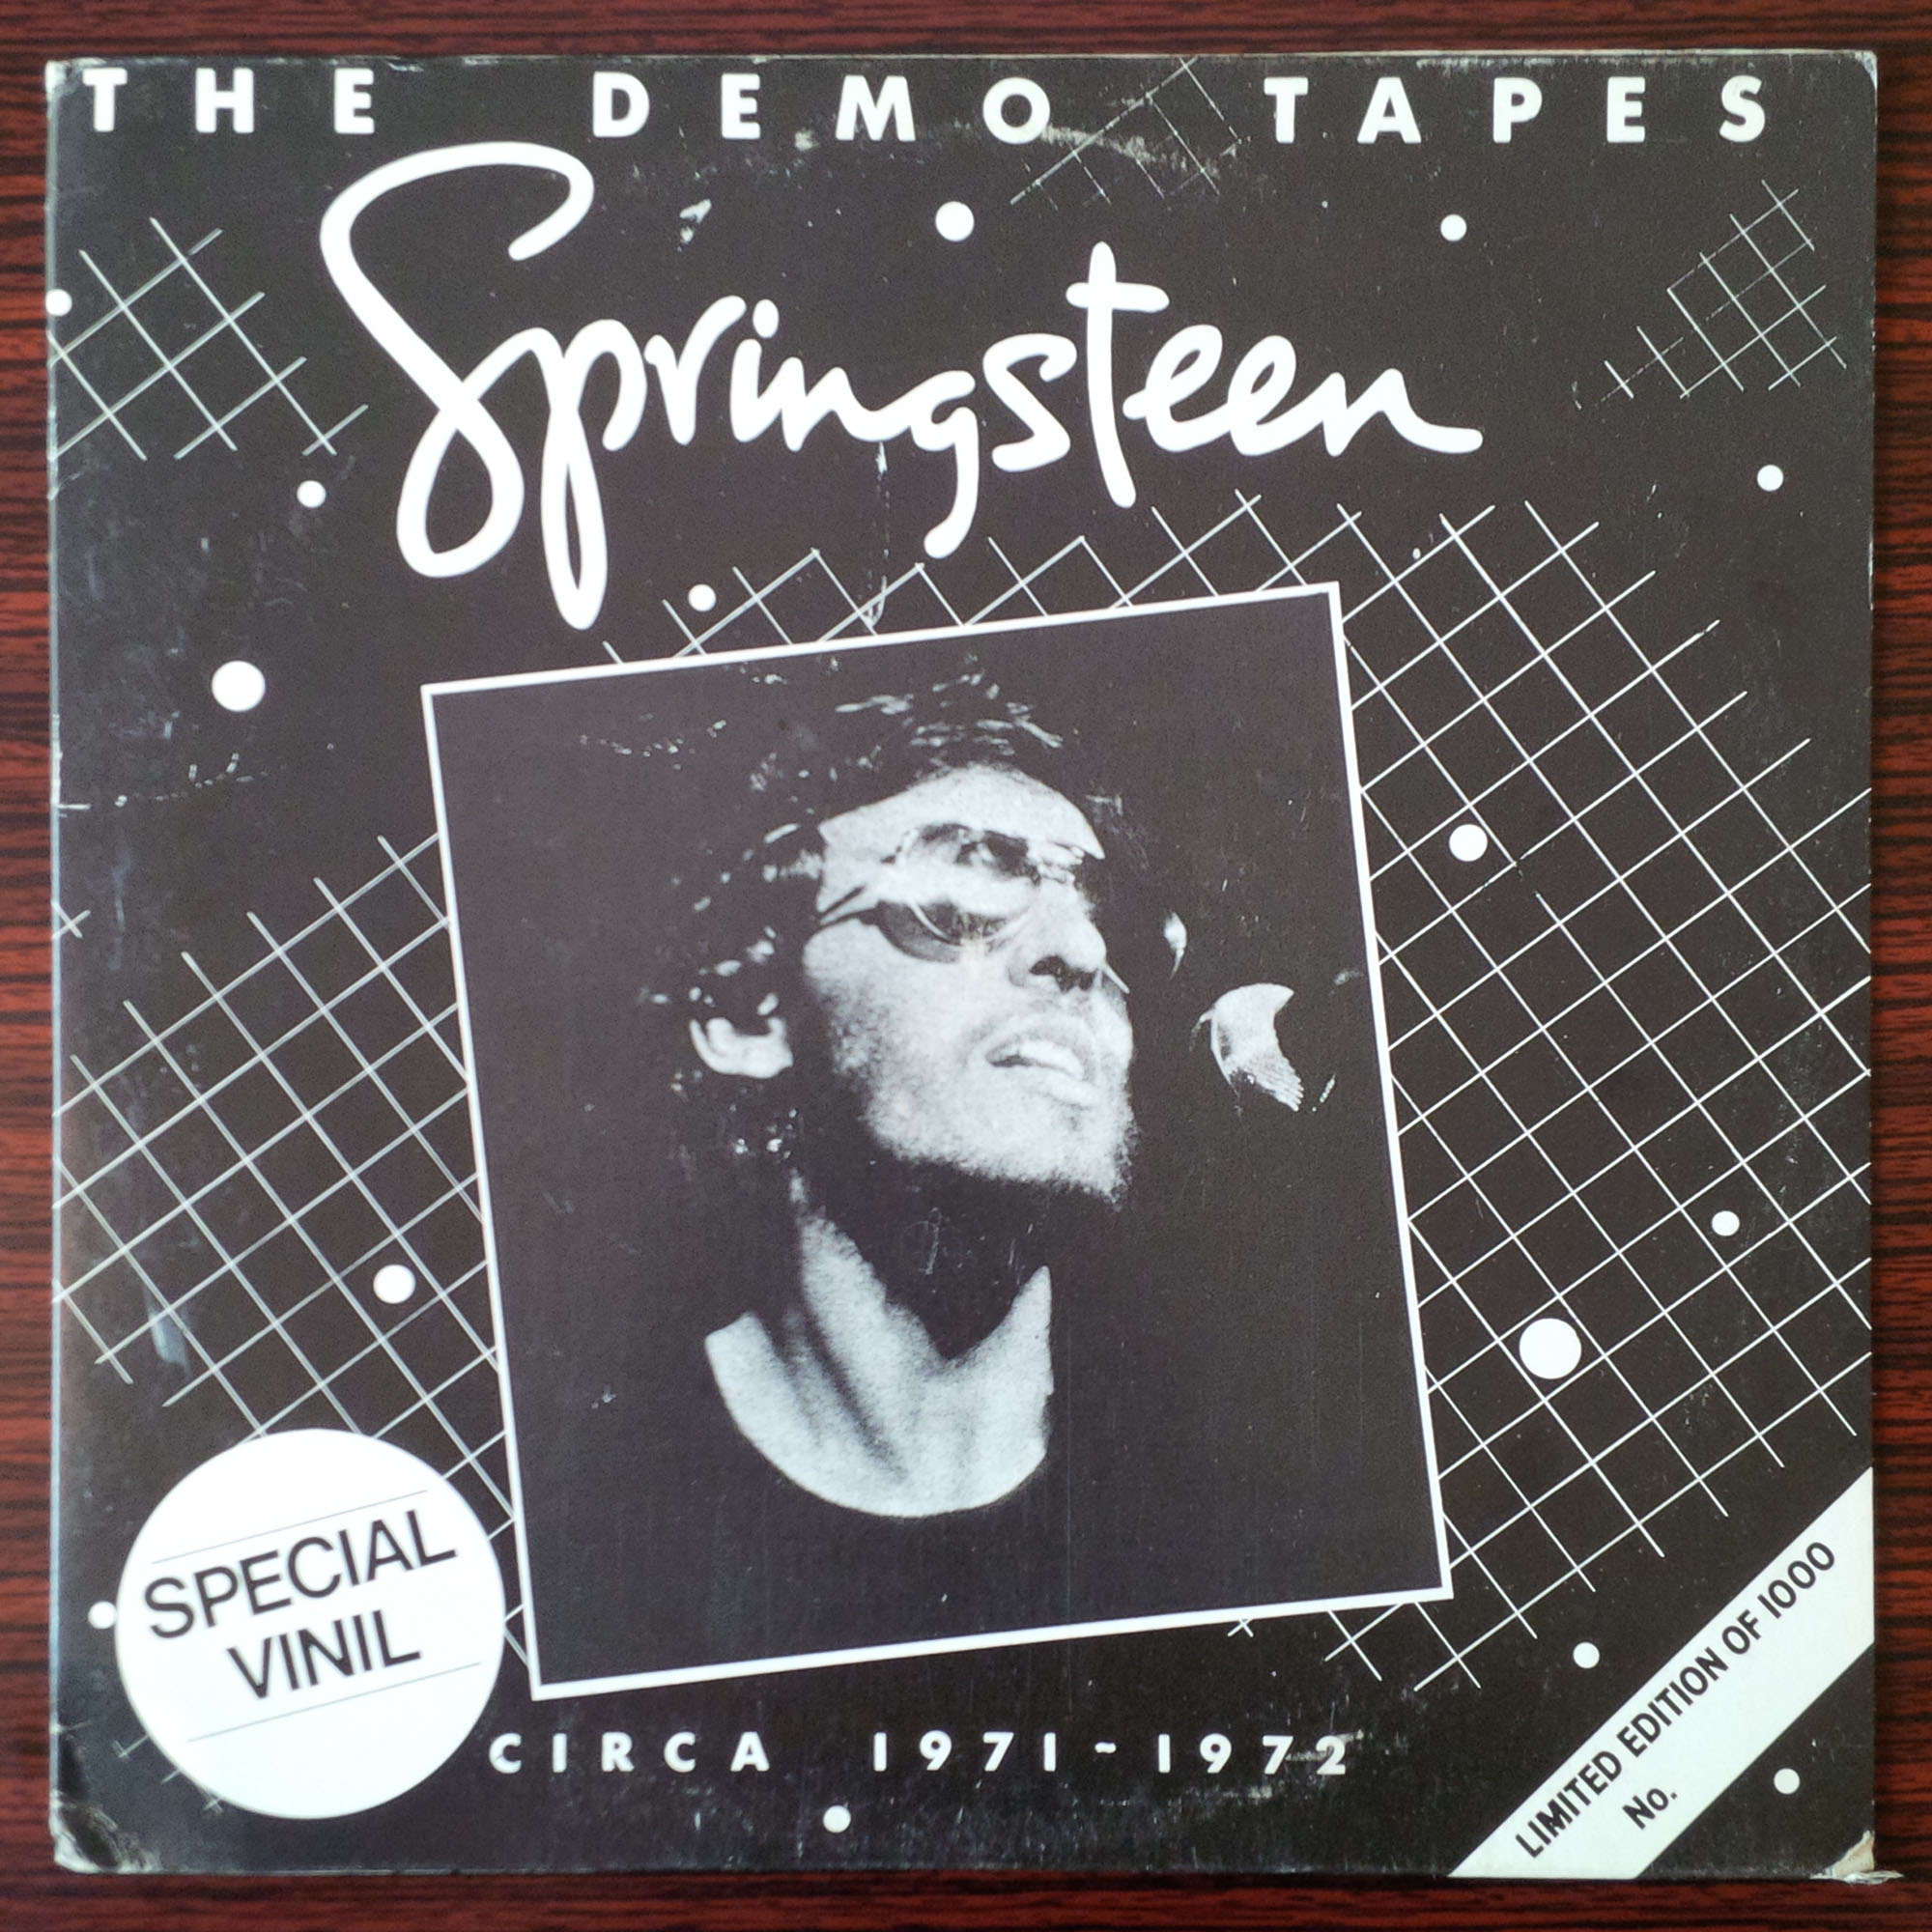 THE DEMO TAPES
Springsteen
SPECIAL
VINIL
CIRCA 1971~1972
LIMITED EDITION OF 1000
No.